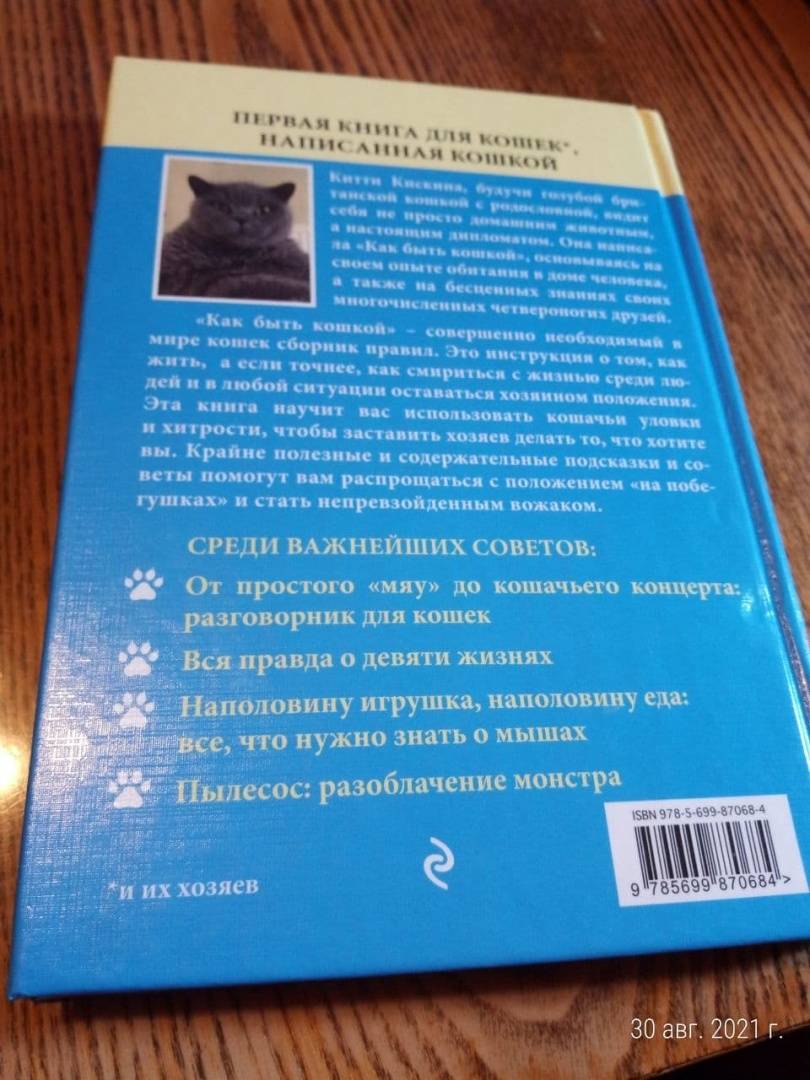 ПЕРВАЯ КНИГА ДЛЯ КОШЕК*,
НАПИСАННАЯ КОШКОЙ
Китти Кискина, будучи голубой бри-
танской кошкой с родословной, видит
себя не просто домашним животным,
а настоящим дипломатом. Она написа-
ла «Как быть кошкой», основываясь на
своем опыте обитания в доме человека,
а также на бесценных знаниях своих
многочисленных четвероногих друзей.
«Как быть кошкой» – совершенно необходимый в
мире кошек сборник правил. Это инструкция о том, как
жить, а если точнее, как смириться с жизнью среди лю-
дей и в любой ситуации оставаться хозяином положения.
Эта книга научит вас использовать кошачьи уловки
и хитрости, чтобы заставить хозяев делать то, что хотите
вы. Крайне полезные и содержательные подсказки и со-
веты помогут вам распрощаться с положением «на побе-
гушках» и стать непревзойденным вожаком.
СРЕДИ ВАЖНЕЙШИХ СОВЕТОВ:
От простого «мяу» до кошачьего концерта:
разговорник для кошек
Вся правда о девяти жизнях
Наполовину игрушка, наполовину еда:
все, что нужно знать о мышах
Пылесос: разоблачение монстра
ISBN 978-5-699-87068-4
9 785699 870684 >
*и их хозяев
30 авг. 2021 г.